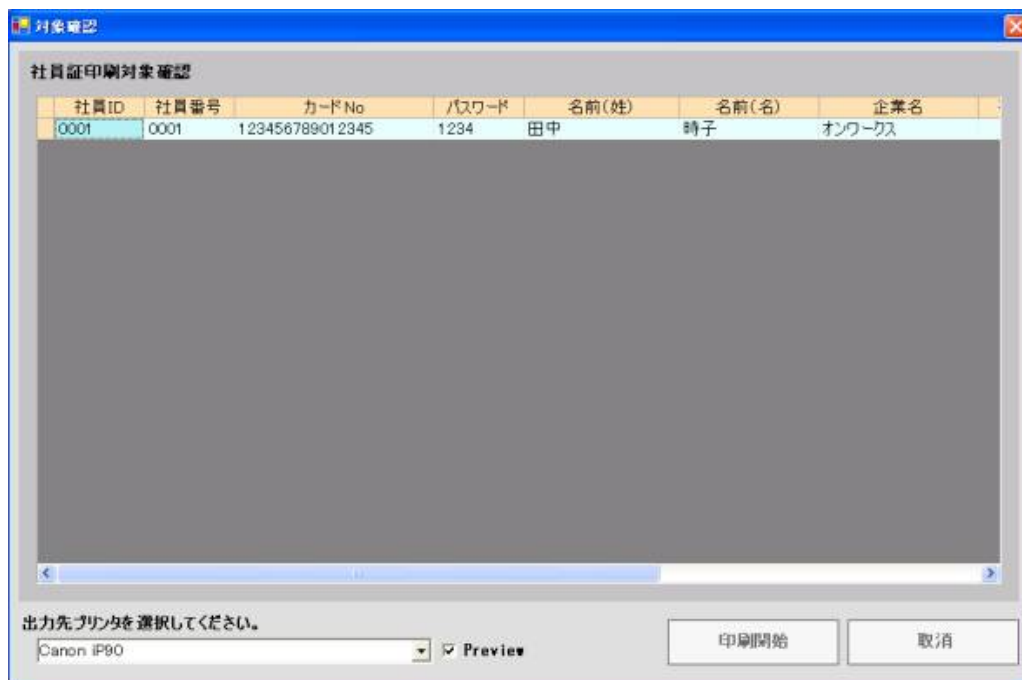 対象確認
社員証印刷対象確認
社員ID 社員番号 カードNo パスワード 名前(姓) 名前(名) 企業名
0001 0001 123456789012345 1234 田中 時子 オンワークス
出力先プリンタを選択してください。
Canon iP90 Preview 印刷開始 取消